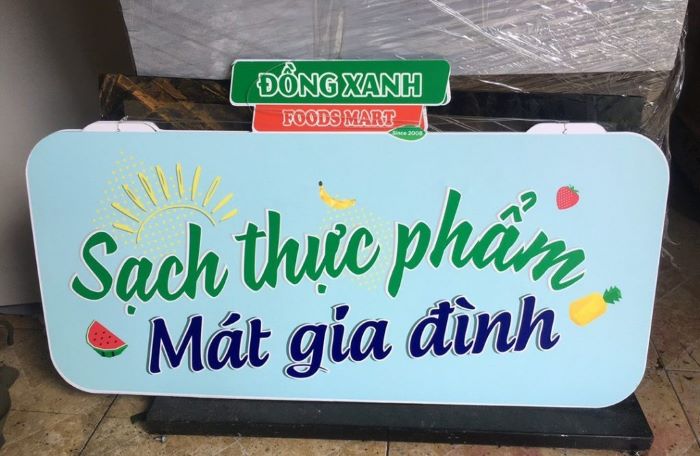 ĐỒNG XANH
FOODS MART
Since 2008
Sạch thực phẩm
Mát gia đình